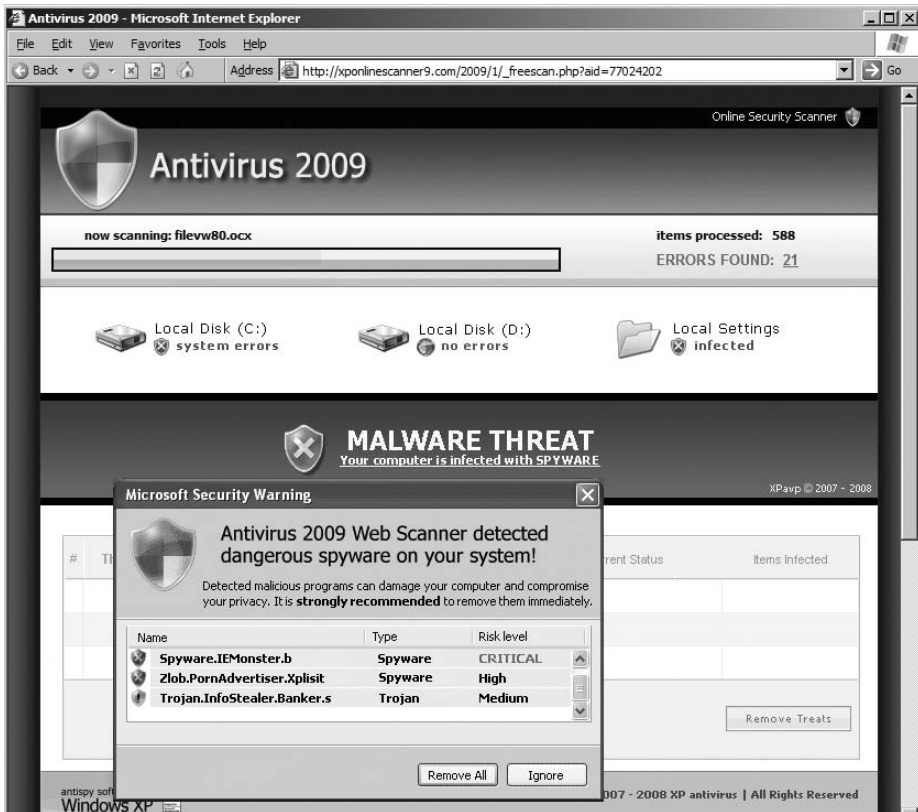 Antivirus 2009 - Microsoft Internet Explorer
File Edit View Favorites Tools Help
Back Address http://xponlinescanner9.com/2009/1/_freescan.php?aid=77024202 Go
Online Security Scanner
Antivirus 2009
now scanning: filevw80.ocx items processed: 588
ERRORS FOUND: 21
Local Disk (C:) Local Disk (D:) Local Settings
system errors no errors infected
MALWARE THREAT
Your computer is infected with SPYWARE
XPavp © 2007 - 2008
Microsoft Security Warning
Antivirus 2009 Web Scanner detected
dangerous spyware on your system!
Detected malicious programs can damage your computer and compromise
your privacy. It is strongly recommended to remove them immediately.
Name Type Risk level
Spyware.IEMonster.b Spyware CRITICAL
Zlob.PornAdvertiser.Xplisit Spyware High
Trojan.InfoStealer.Banker.s Trojan Medium
Remove All Ignore
# Status Items Infected
Remove Treats
antispy 2008 XP antivirus | All Rights Reserved
Windows XP